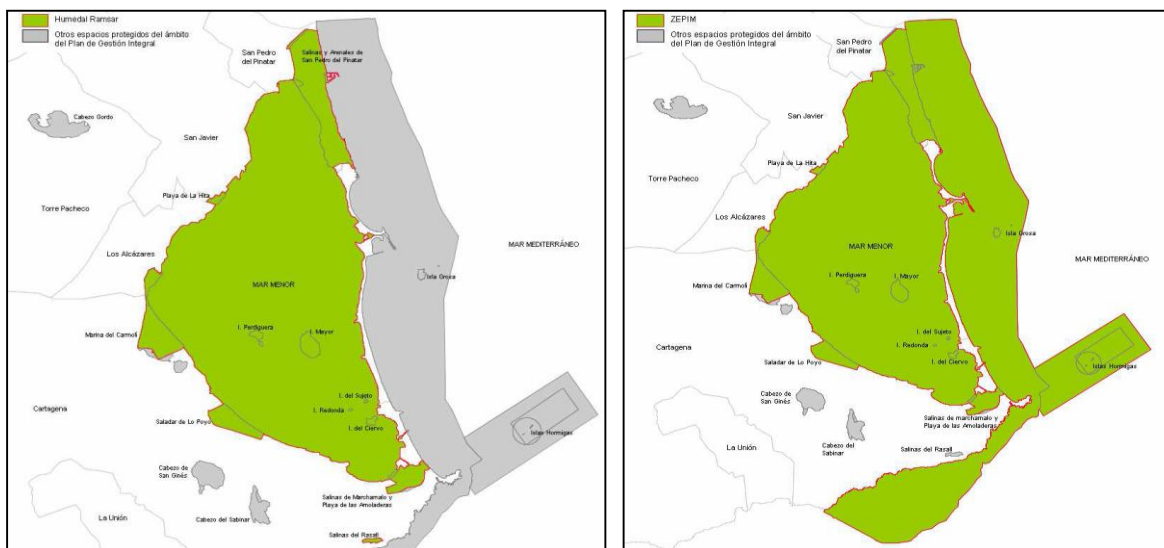 Humedal Ramsar
Otros espacios protegidos del ámbito
del Plan de Gestión Integral
San Pedro
del Pinatar
Salinas y Arenales de
San Pedro del Pinatar
Cabezo Gordo
San Javier
Playa de La Hita
Torre Pacheco
Los Alcázares
MAR MEDITERRÁNEO
Isla Grosa
MAR MENOR
I. Perdiguera
I. Mayor
Marina del Carmolí
I. del Sujeto
I. Redonda
I. del Ciervo
Cartagena
Saladar de Lo Poyo
Islas Hormigas
Cabezo de
San Ginés
Salinas de Marchamalo y
Playa de las Amoladeras
La Unión
Cabezo del Sabinar
Salinas del Rasall
ZEPIM
Otros espacios protegidos del ámbito
del Plan de Gestión Integral
San Pedro
del Pinatar
Cabezo Gordo
San Javier
Playa de La Hita
Torre Pacheco
Los Alcázares
Isla Grosa
MAR MENOR
MAR MEDITERRÁNEO
I. Perdiguera
I. Mayor
Marina del Carmolí
I. del Sujeto
I. Redonda
I. del Ciervo
Cartagena
Saladar de Lo Poyo
Islas Hormigas
Cabezo de
San Ginés
Salinas de marchamalo y
Playa de las Amoladeras
Cabezo del
Sabinar
La Unión
Salinas del Rasall